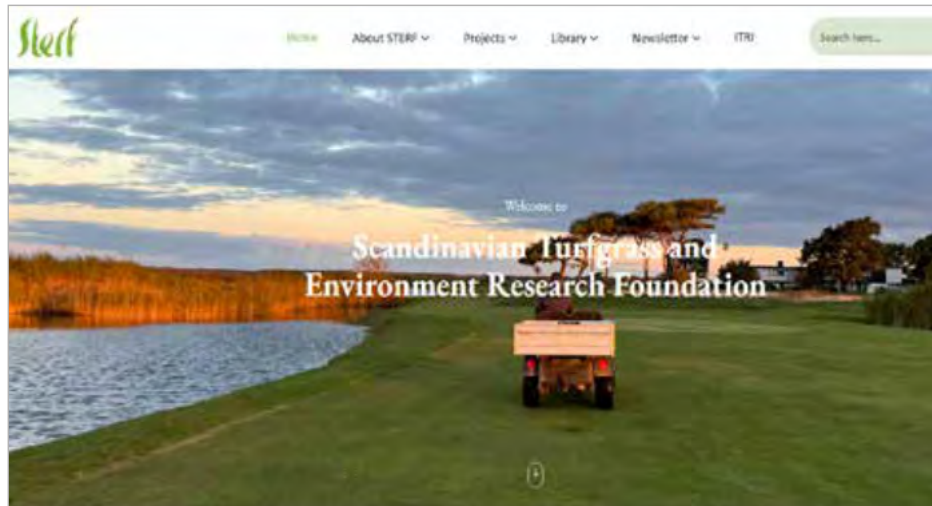 Sterf
Home
About STERF
Projects
Library
Newsletter
ITRI
Search here...
Welcome to
Scandinavian Turfgrass and
Environment Research Foundation